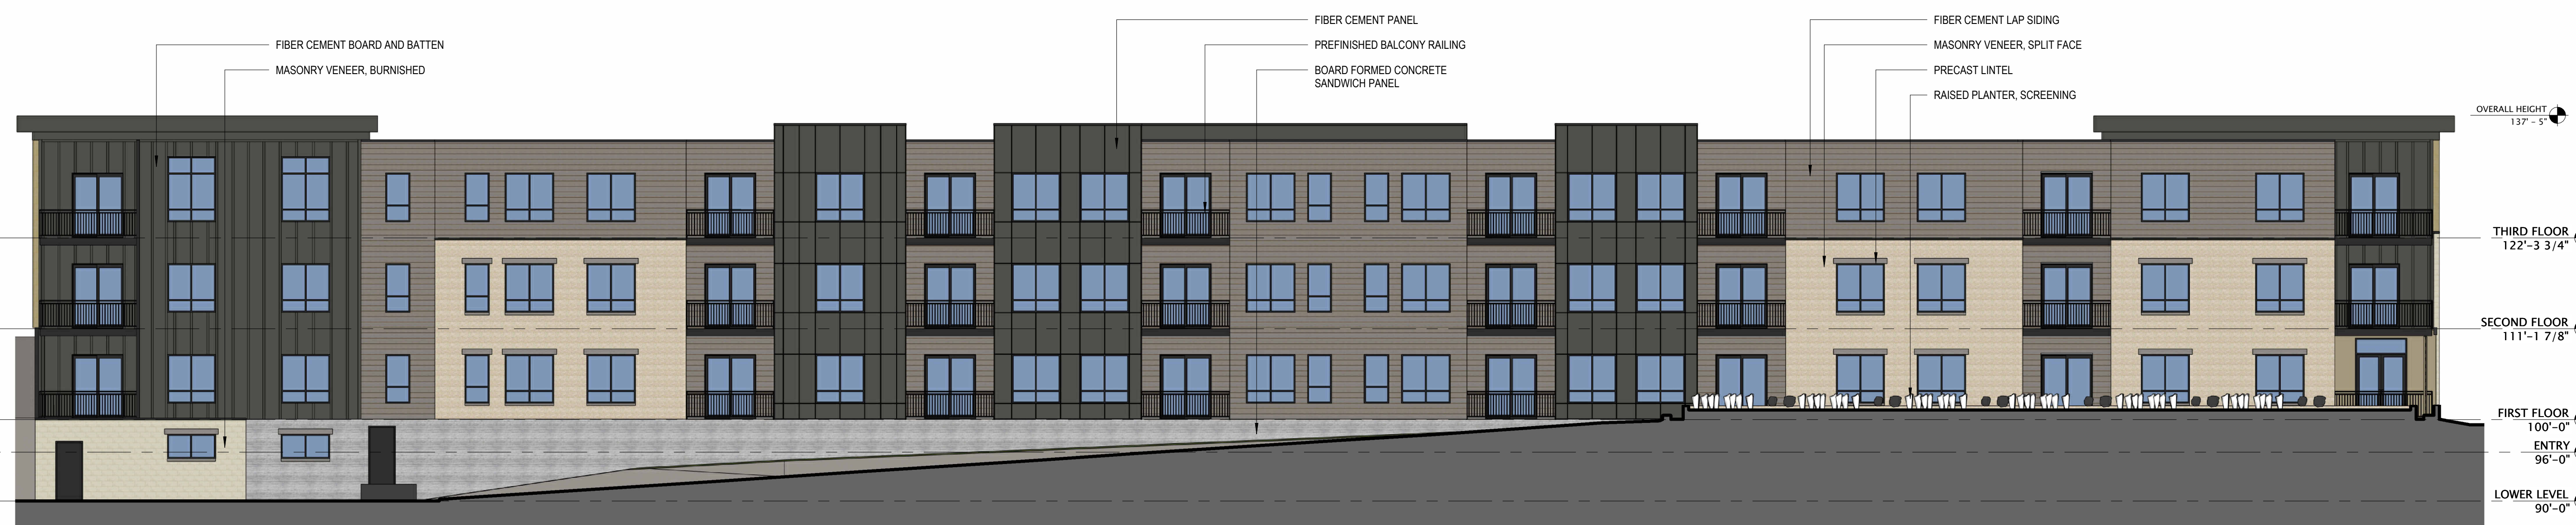 FIBER CEMENT BOARD AND BATTEN
MASONRY VENEER, BURNISHED
FIBER CEMENT PANEL
PREFINISHED BALCONY RAILING
BOARD FORMED CONCRETE
SANDWICH PANEL
FIBER CEMENT LAP SIDING
MASONRY VENEER, SPLIT FACE
PRECAST LINTEL
RAISED PLANTER, SCREENING
OVERALL HEIGHT
137' - 5"
THIRD FLOOR
122'-3 3/4"
SECOND FLOOR
111'-1 7/8"
FIRST FLOOR
100'-0"
ENTRY
96'-0"
LOWER LEVEL
90'-0"